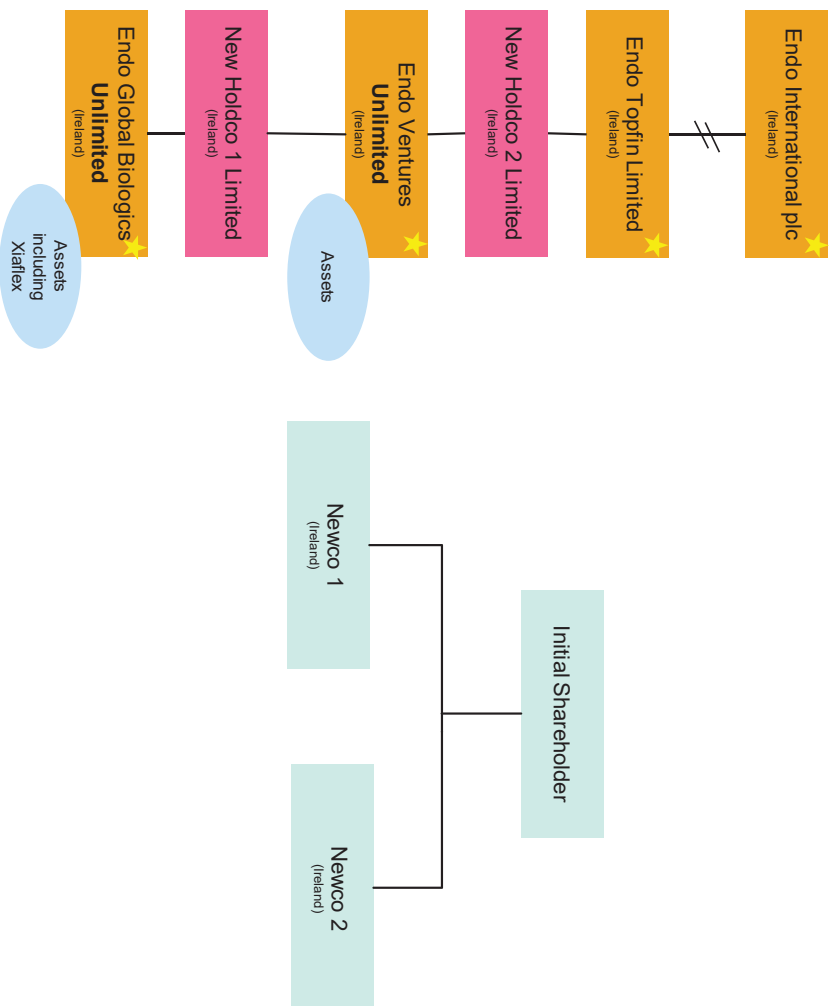 Endo International plc
(Ireland)
Endo Topfin Limited
(Ireland)
New Holdco 2 Limited
(Ireland)
Endo Ventures
Unlimited
(Ireland)
Assets
New Holdco 1 Limited
(Ireland)
Endo Global Biologics
Unlimited
(Ireland)
Assets
including
Xiaflex
Initial Shareholder
Newco 1
(Ireland)
Newco 2
(Ireland)